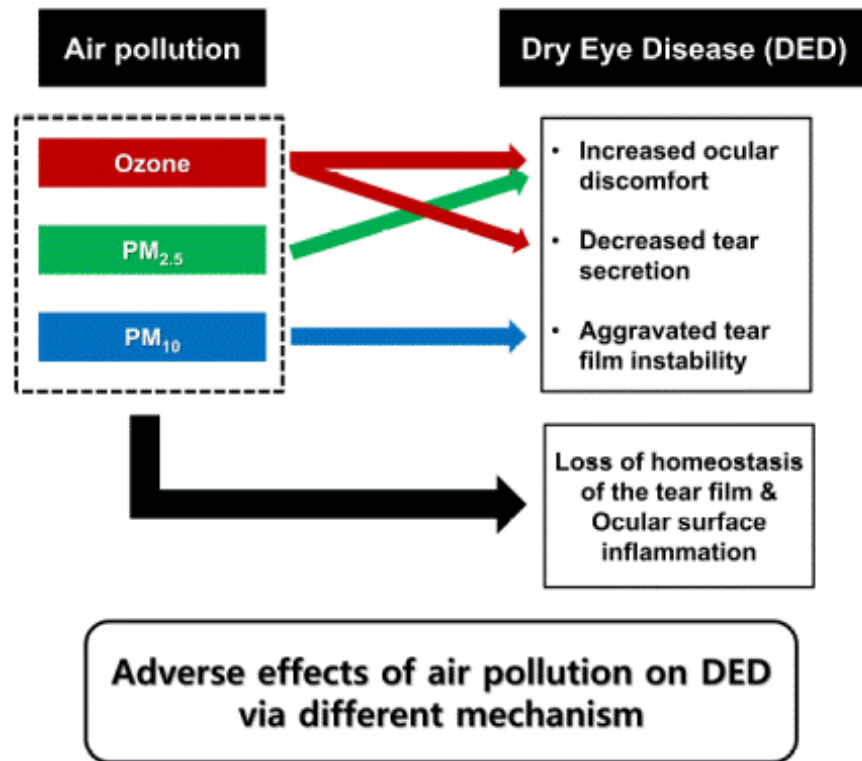 Air pollution
Dry Eye Disease (DED)
Ozone
PM2.5
PM10
• Increased ocular
discomfort
• Decreased tear
secretion
• Aggravated tear
film instability
Loss of homeostasis
of the tear film &
Ocular surface
inflammation
Adverse effects of air pollution on DED
via different mechanism